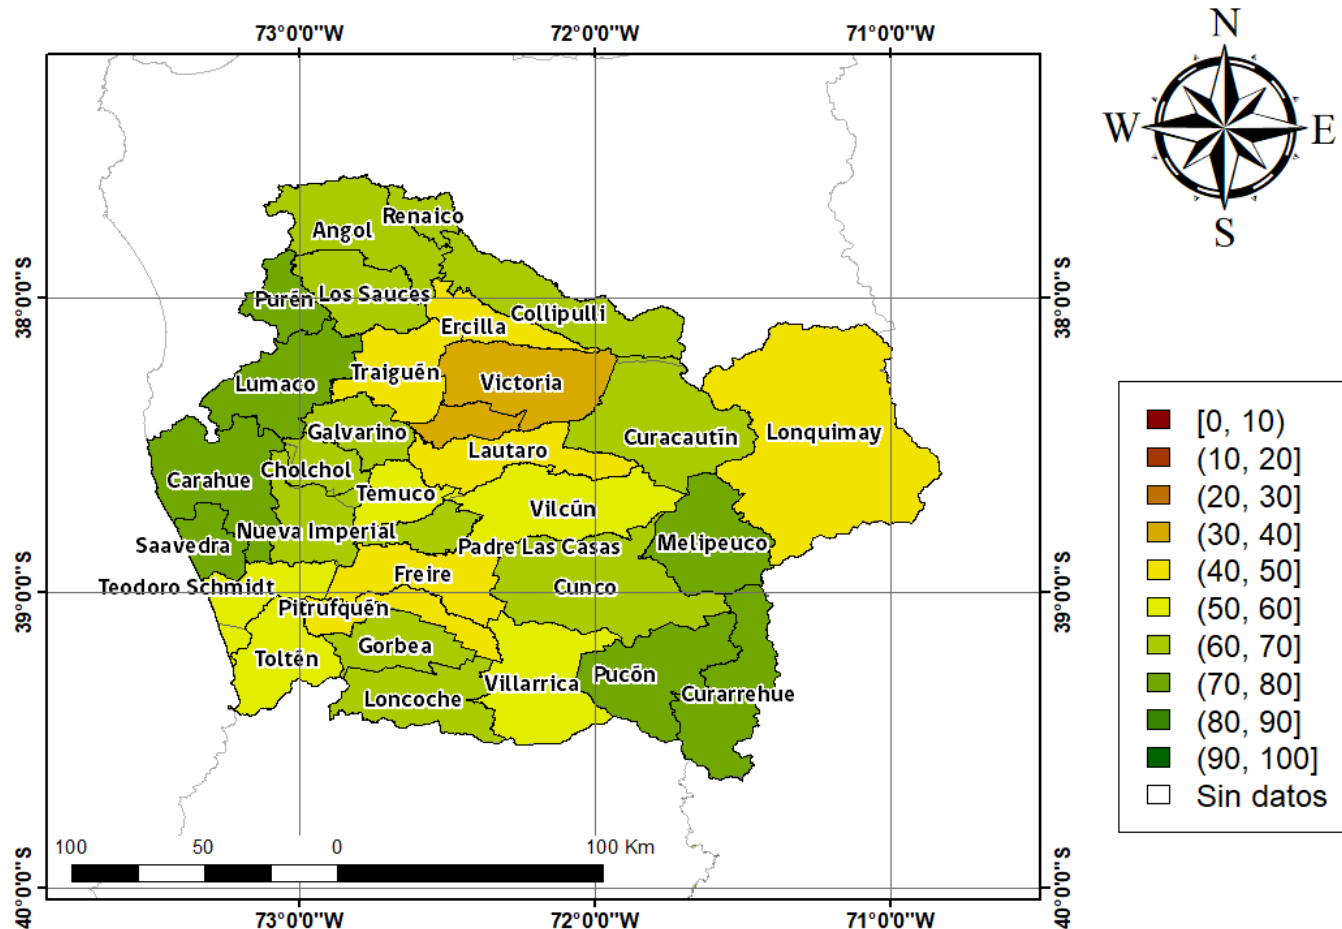 73°0'0"W 72°0'0"W 71°0'0"W
N
W E
S
38°0'0"S
38°0'0"S
39°0'0"S
39°0'0"S
40°0'0"S
40°0'0"S
Renaico
Angol
Purén
Los Sauces
Collipulli
Ercilla
Traiguén
Victoria
Lumaco
Galvarino
Curacautín
Lonquimay
Lautaro
Cholchol
Carahue
Temuco
Vilcún
Nueva Imperial
Saavedra
Padre Las Casas
Melipeuco
Freire
Teodoro Schmidt
Cunco
Pitrufquén
Gorbea
Toltén
Pucón
Villarrica
Curarrehue
Loncoche
100 50 0 100 Km
73°0'0"W 72°0'0"W 71°0'0"W
[0, 10)
(10, 20]
(20, 30]
(30, 40]
(40, 50]
(50, 60]
(60, 70]
(70, 80]
(80, 90]
(90, 100]
Sin datos